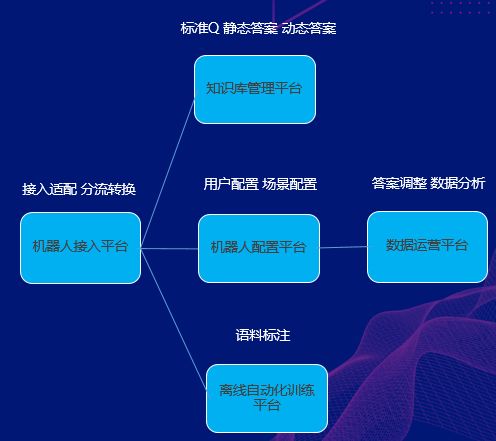 标准Q 静态答案 动态答案
知识库管理平台
接入适配 分流转换
用户配置 场景配置
答案调整 数据分析
机器人接入平台
机器人配置平台
数据运营平台
语料标注
离线自动化训练
平台